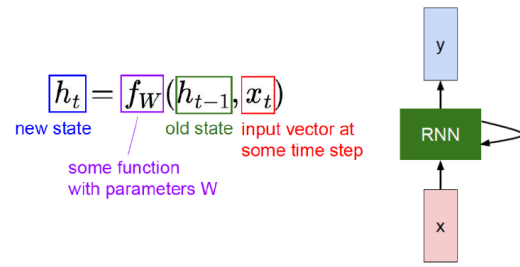 h_t = f_W(h_{t-1}, x_t)
new state
old state
input vector at
some time step
some function
with parameters W
y
RNN
x